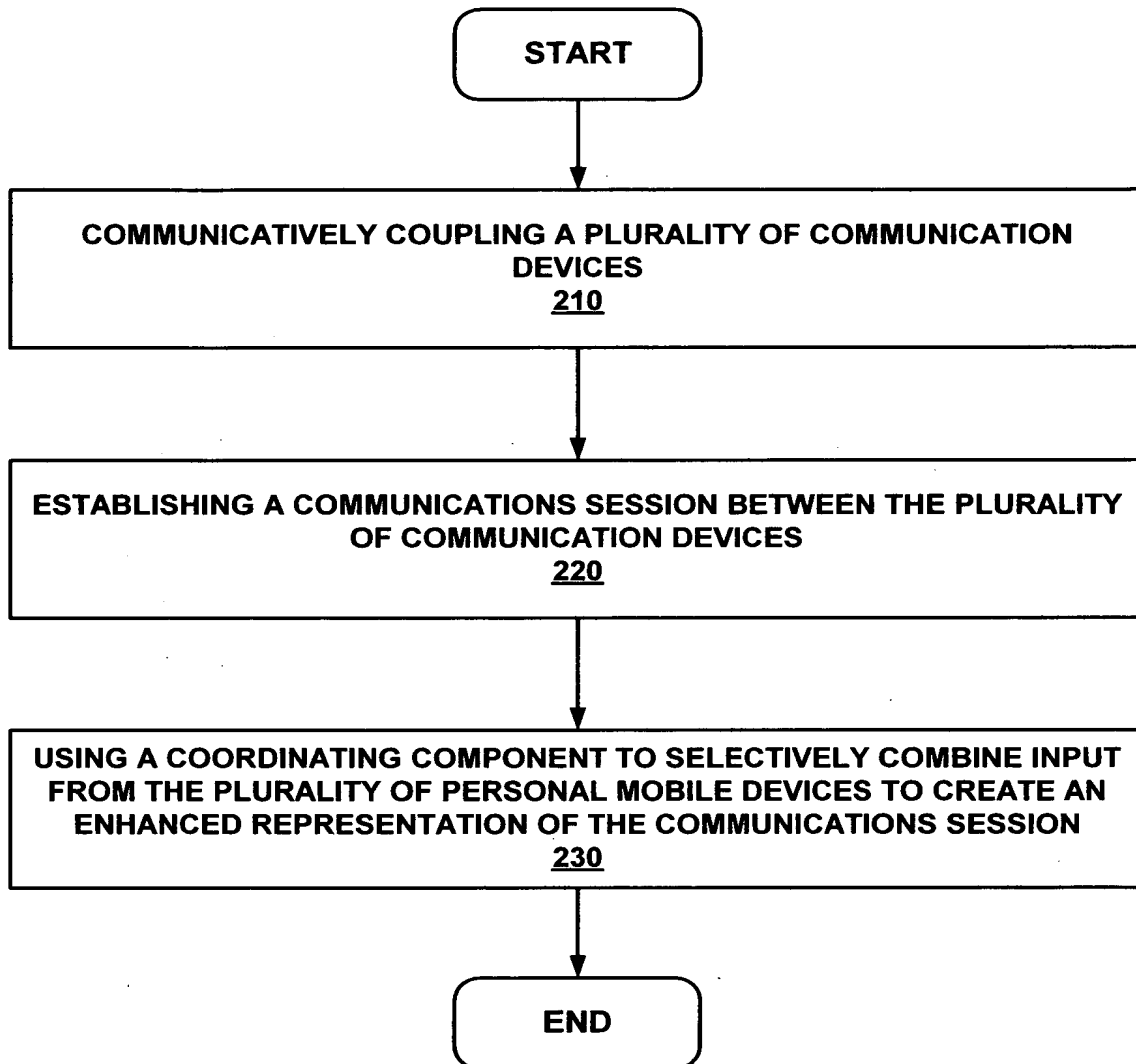 START
COMMUNICATIVELY COUPLING A PLURALITY OF COMMUNICATION
DEVICES
210
ESTABLISHING A COMMUNICATIONS SESSION BETWEEN THE PLURALITY
OF COMMUNICATION DEVICES
220
USING A COORDINATING COMPONENT TO SELECTIVELY COMBINE INPUT
FROM THE PLURALITY OF PERSONAL MOBILE DEVICES TO CREATE AN
ENHANCED REPRESENTATION OF THE COMMUNICATIONS SESSION
230
END